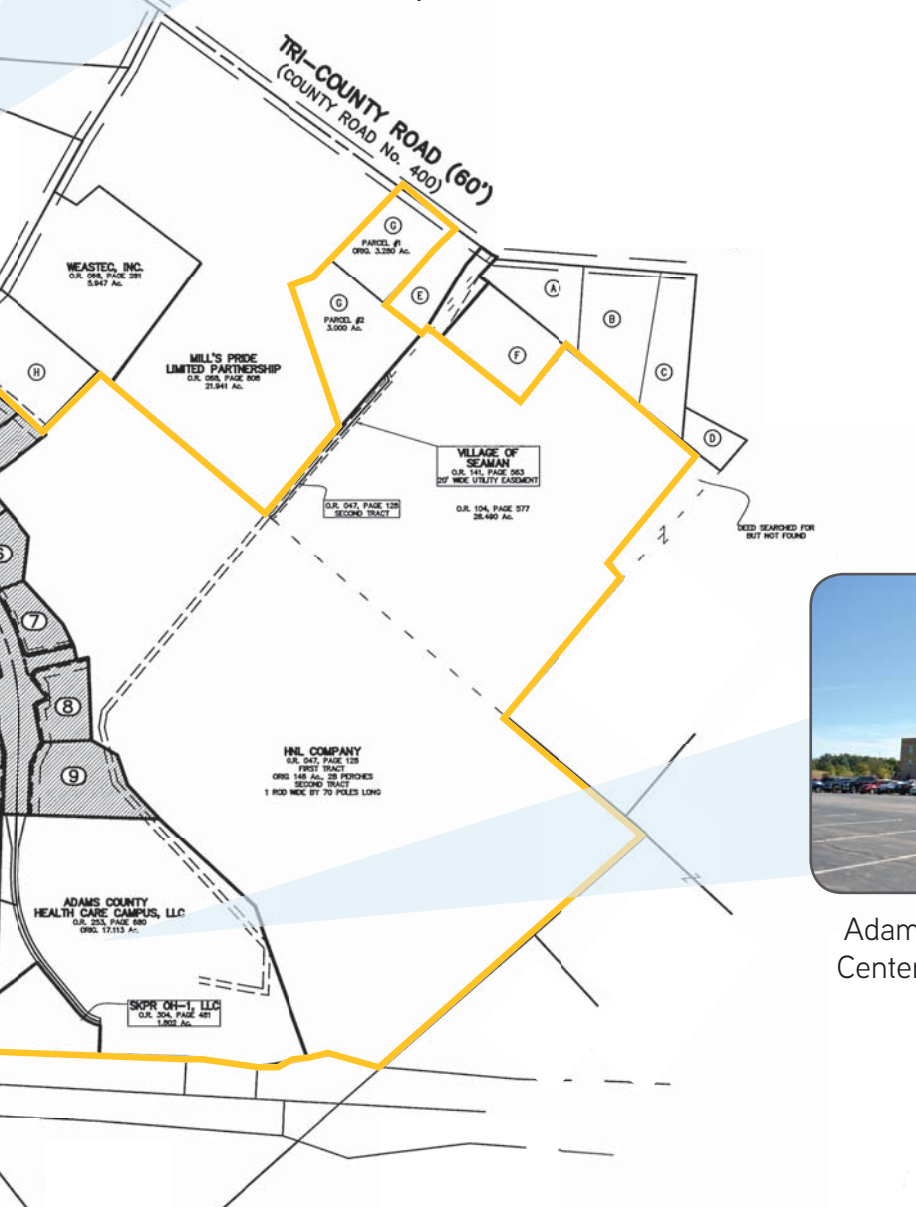 TRI-COUNTY ROAD (60')
(COUNTY ROAD No. 400)
G
PARCEL #1
ORIG. 3.250 Ac.
WEASTEC, INC.
O.R. 068, PAGE 291
5.947 Ac.
G
PARCEL #2
3.000 Ac.
E
A
B
C
D
F
H
MILL'S PRIDE
LIMITED PARTNERSHIP
O.R. 068, PAGE 808
21.941 Ac.
VILLAGE OF
SEAMAN
O.R. 141, PAGE 563
20' WIDE UTILITY EASEMENT
O.R. 047, PAGE 128
SECOND TRACT
O.R. 104, PAGE 577
28.490 Ac.
DEED SEARCHED FOR
BUT NOT FOUND
7
8
9
HNL COMPANY
O.R. 047, PAGE 128
FIRST TRACT
ORIG 148 Ac., 28 PERCHES
SECOND TRACT
1 ROD WIDE BY 70 POLES LONG
ADAMS COUNTY
HEALTH CARE CAMPUS, LLC
O.R. 253, PAGE 680
ORIG. 17.113 Ac.
SKPR OH-1, LLC
O.R. 304, PAGE 481
1.802 Ac.
Adam
Center